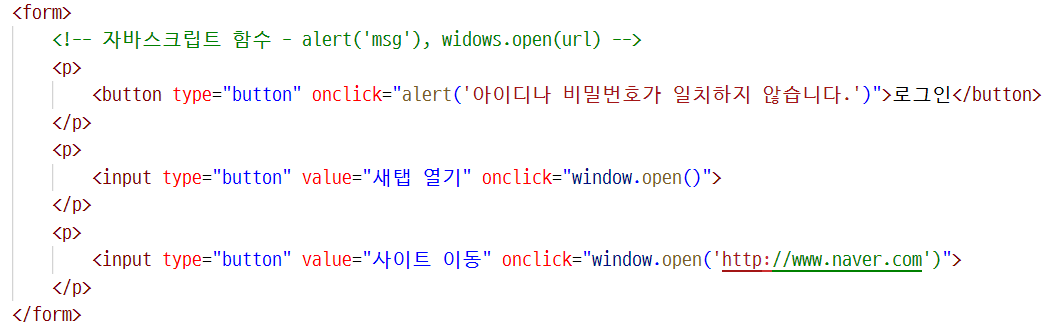 <form>
<!-- 자바스크립트 함수 - alert('msg'), widows.open(url) -->
<p>
<button type="button" onclick="alert('아이디나 비밀번호가 일치하지 않습니다.')">로그인</button>
</p>
<p>
<input type="button" value="새탭 열기" onclick="window.open()">
</p>
<p>
<input type="button" value="사이트 이동" onclick="window.open('http://www.naver.com')">
</p>
</form>